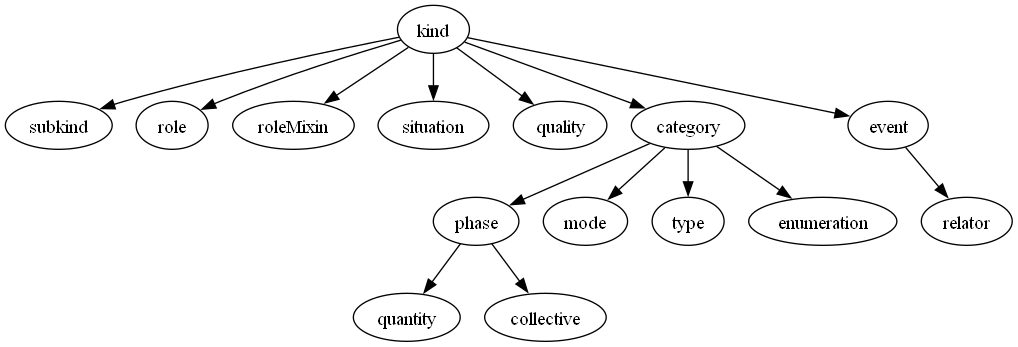 kind
subkind
role
roleMixin
situation
quality
category
event
phase
mode
type
enumeration
relator
quantity
collective